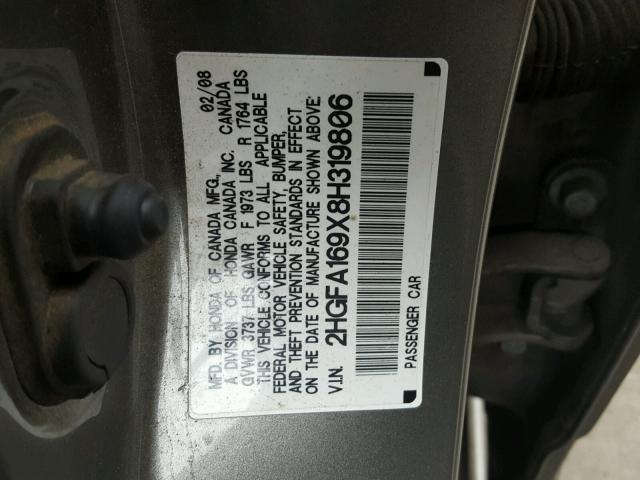 MFD. BY HONDA OF CANADA MFG., 02/08
A DIVISION OF HONDA CANADA INC. CANADA
GVWR 3737 LBS GAWR F 1973 LBS R 1764 LBS
THIS VEHICLE CONFORMS TO ALL APPLICABLE
FEDERAL MOTOR VEHICLE SAFETY, BUMPER,
AND THEFT PREVENTION STANDARDS IN EFFECT
ON THE DATE OF MANUFACTURE SHOWN ABOVE.
V.I.N. 2HGFA169X8H319806
PASSENGER CAR